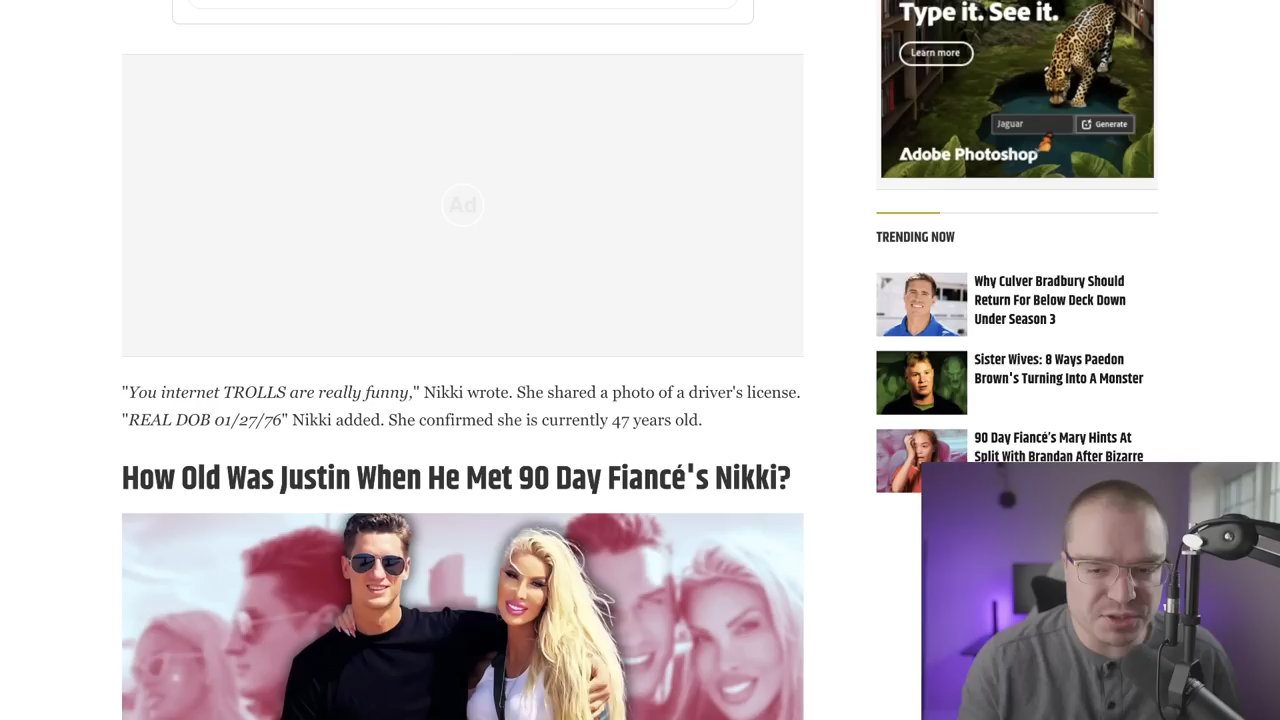 Type it. See it.
Learn more
Jaguar
Generate
Adobe Photoshop
Ad
TRENDING NOW
Why Culver Bradbury Should
Return For Below Deck Down
Under Season 3
Sister Wives: 8 Ways Paedon
Brown's Turning Into A Monster
90 Day Fiancé's Mary Hints At
Split With Brandan After Bizarre
"You internet TROLLS are really funny," Nikki wrote. She shared a photo of a driver's license.
"REAL DOB 01/27/76" Nikki added. She confirmed she is currently 47 years old.
How Old Was Justin When He Met 90 Day Fiancé's Nikki?